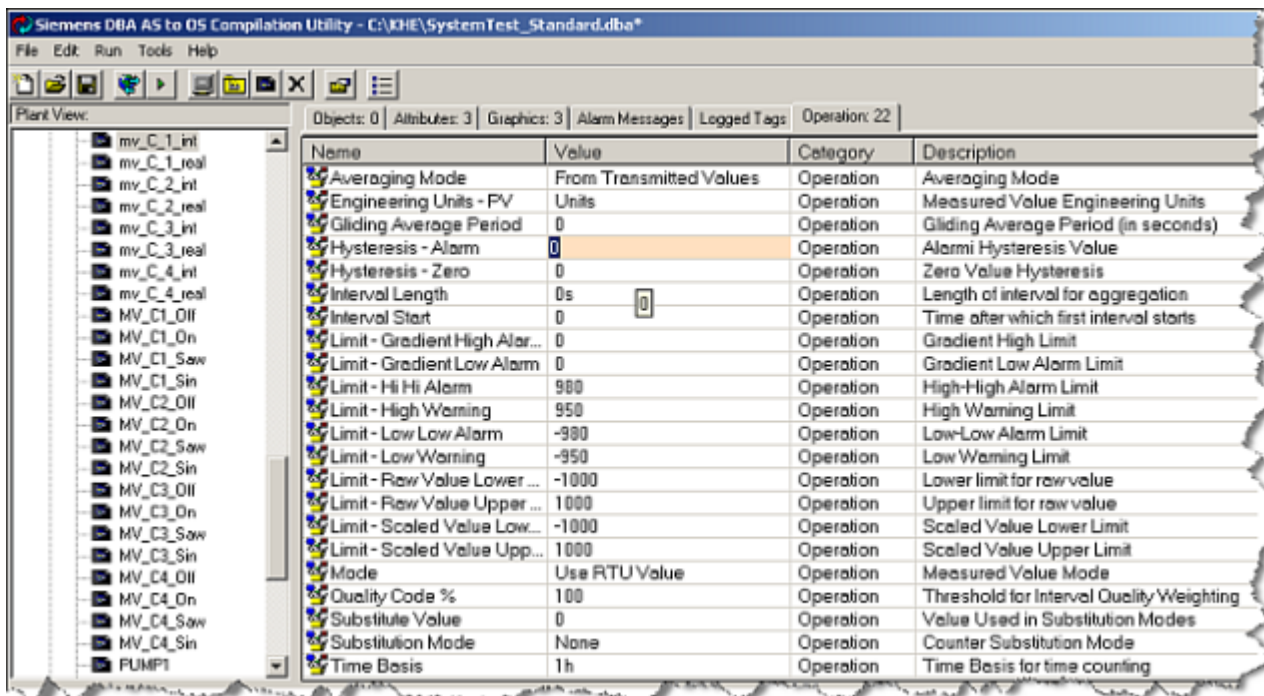 Siemens DBA AS to OS Compilation Utility - C:\KHE\SystemTest_Standard.dba*
File Edit Run Tools Help
Plant View:
mv_C_1_int
mv_C_1_real
mv_C_2_int
mv_C_2_real
mv_C_3_int
mv_C_3_real
mv_C_4_int
mv_C_4_real
MV_C1_Off
MV_C1_On
MV_C1_Saw
MV_C1_Sin
MV_C2_Off
MV_C2_On
MV_C2_Saw
MV_C2_Sin
MV_C3_Off
MV_C3_On
MV_C3_Saw
MV_C3_Sin
MV_C4_Off
MV_C4_On
MV_C4_Saw
MV_C4_Sin
PUMP1
Objects: 0 Attributes: 3 Graphics: 3 Alarm Messages Logged Tags Operation: 22
Name Value Category Description
Averaging Mode From Transmitted Values Operation Averaging Mode
Engineering Units - PV Units Operation Measured Value Engineering Units
Gliding Average Period 0 Operation Gliding Average Period (in seconds)
Hysteresis - Alarm 0 Operation Alarmi Hysteresis Value
Hysteresis - Zero 0 Operation Zero Value Hysteresis
Interval Length 0s Operation Length of interval for aggregation
0
Interval Start 0 Operation Time after which first interval starts
Limit - Gradient High Alar... 0 Operation Gradient High Limit
Limit - Gradient Low Alarm 0 Operation Gradient Low Alarm Limit
Limit - Hi Hi Alarm 980 Operation High-High Alarm Limit
Limit - High Warning 950 Operation High Warning Limit
Limit - Low Low Alarm -980 Operation Low-Low Alarm Limit
Limit - Low Warning -950 Operation Low Warning Limit
Limit - Raw Value Lower ... -1000 Operation Lower limit for raw value
Limit - Raw Value Upper ... 1000 Operation Upper limit for raw value
Limit - Scaled Value Low... -1000 Operation Scaled Value Lower Limit
Limit - Scaled Value Upp... 1000 Operation Scaled Value Upper Limit
Mode Use RTU Value Operation Measured Value Mode
Quality Code % 100 Operation Threshold for Interval Quality Weighting
Substitute Value 0 Operation Value Used in Substitution Modes
Substitution Mode None Operation Counter Substitution Mode
Time Basis 1h Operation Time Basis for time counting